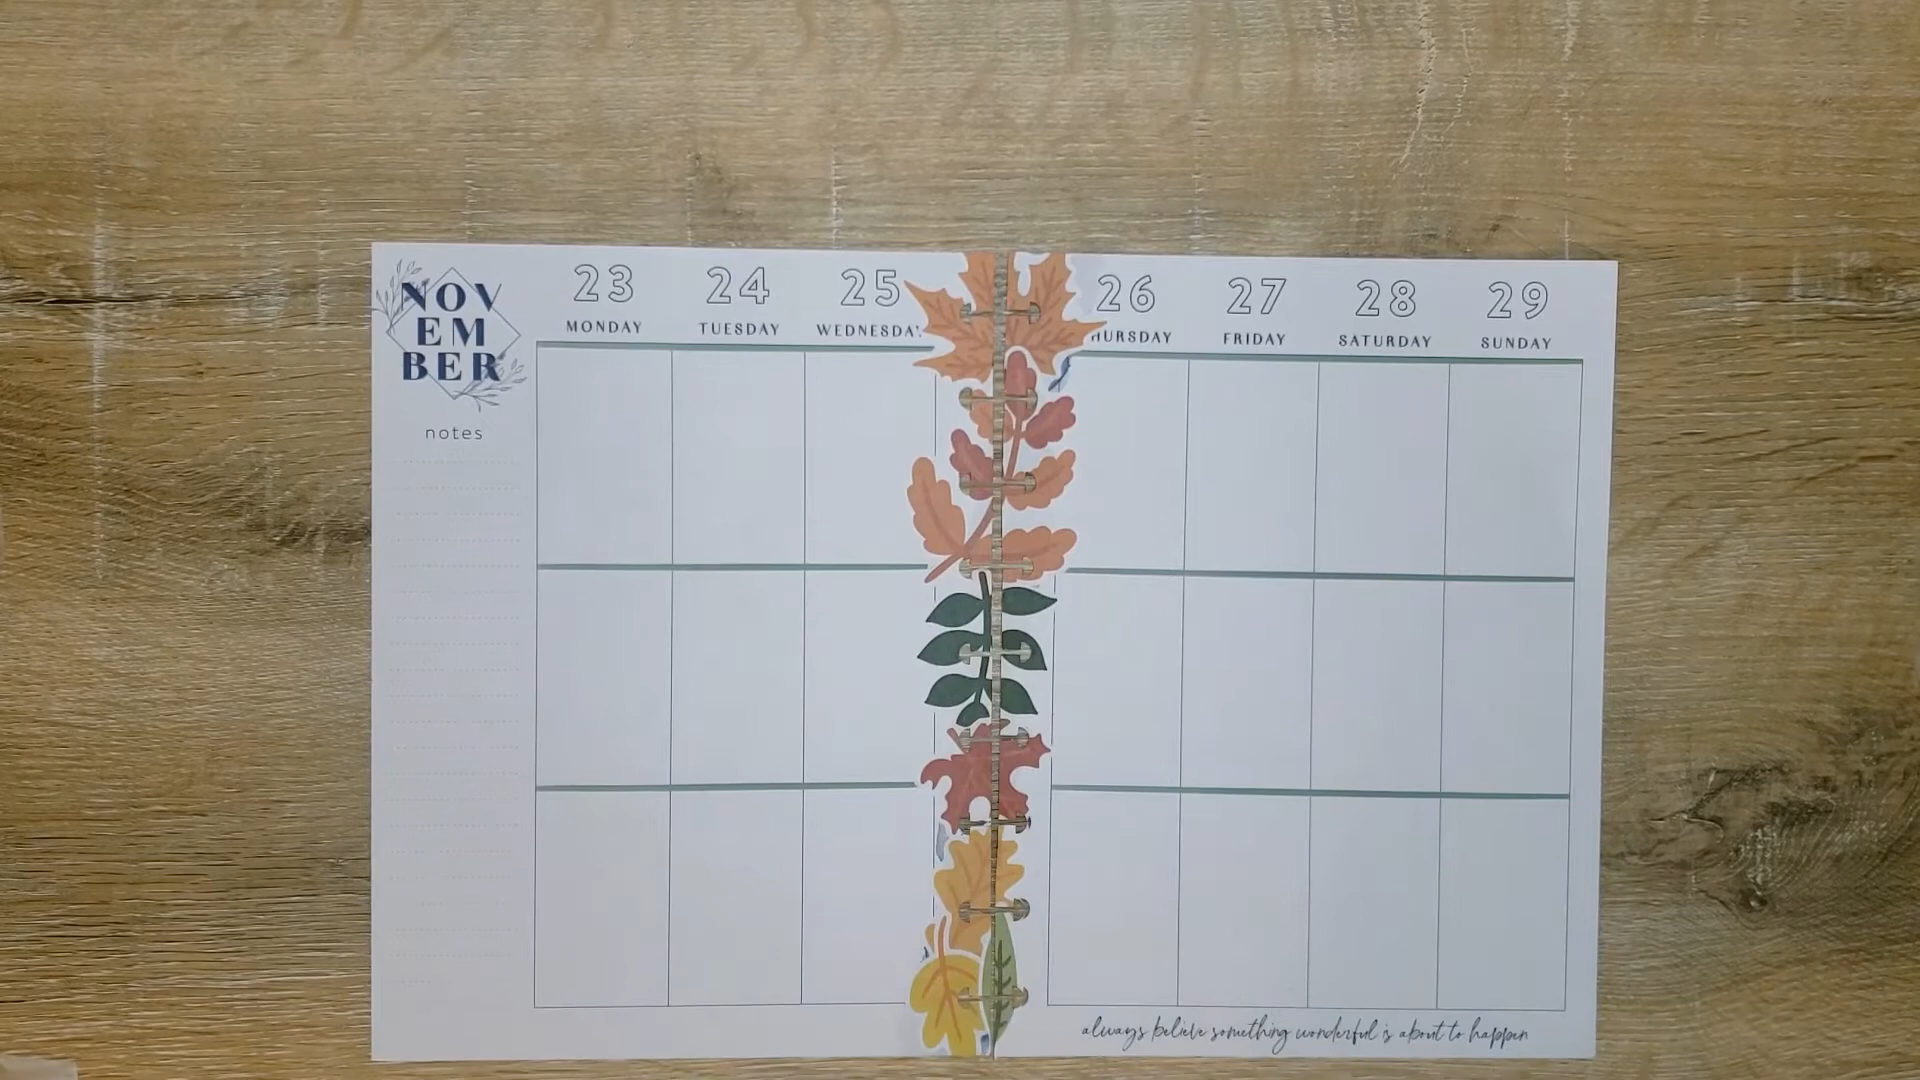 NOV
EM
BER
notes
23 24 25 26 27 28 29
MONDAY TUESDAY WEDNESDAY HURSDAY FRIDAY SATURDAY SUNDAY
always believe something wonderful is about to happen